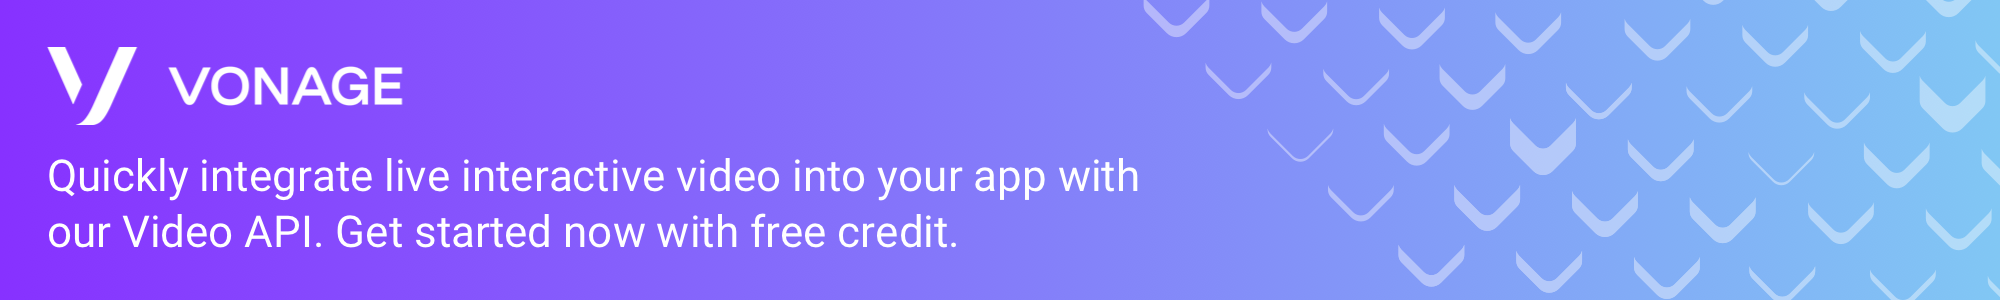 VONAGE
Quickly integrate live interactive video into your app with
our Video API. Get started now with free credit.